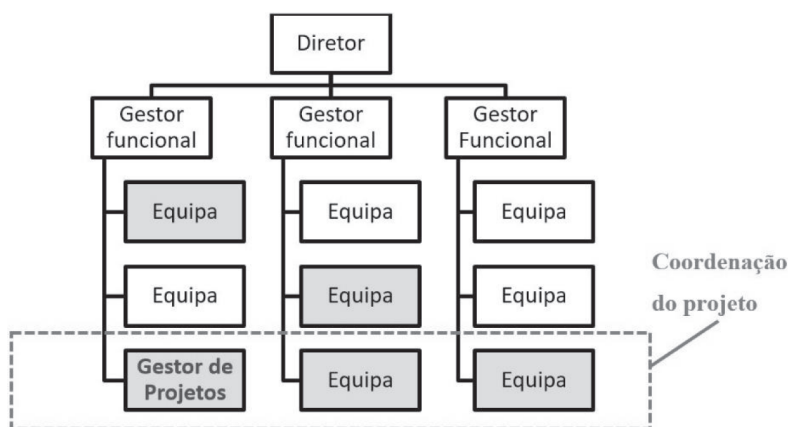 Diretor
Gestor
funcional
Gestor
funcional
Gestor
Funcional
Equipa
Equipa
Equipa
Equipa
Equipa
Equipa
Coordenação
do projeto
Gestor de
Projetos
Equipa
Equipa